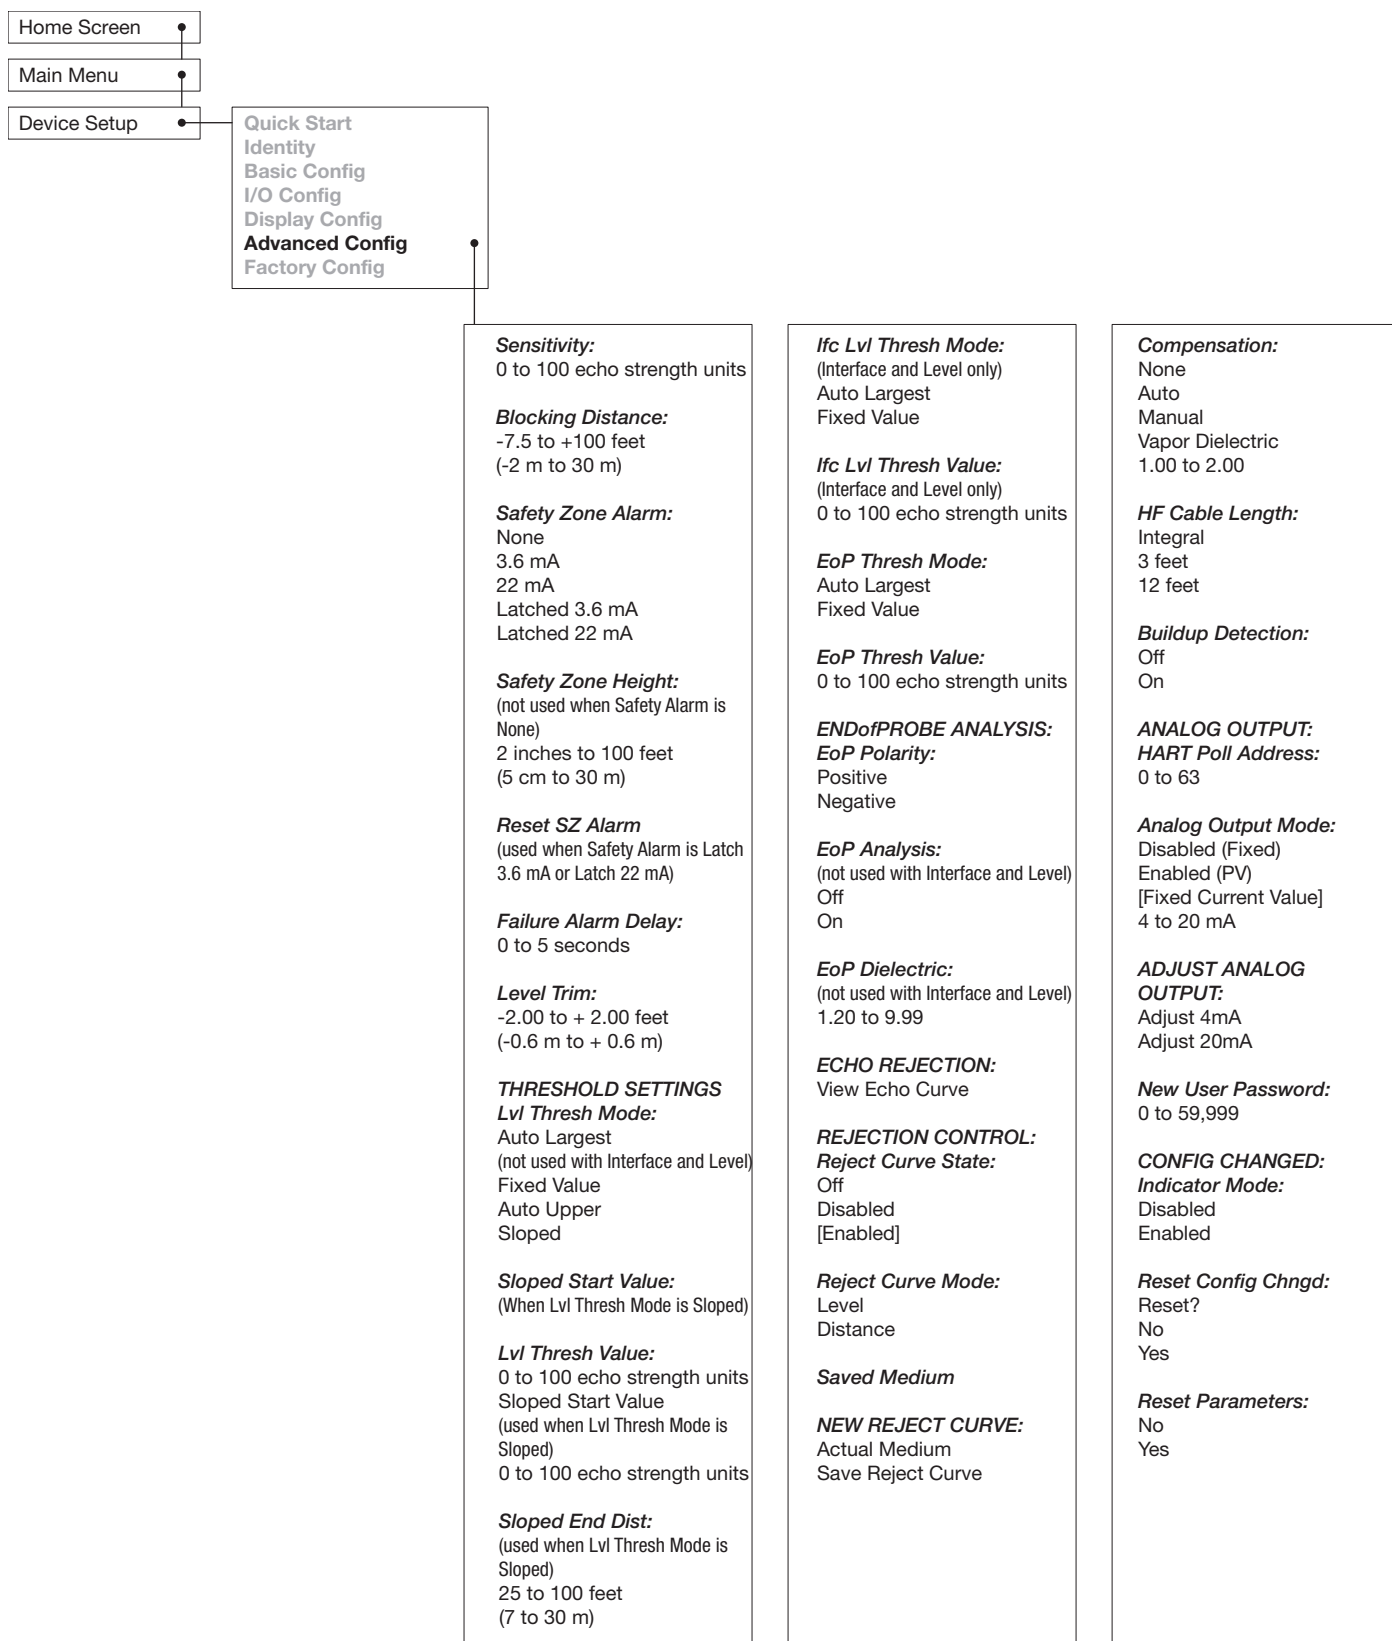 Home Screen
Main Menu
Device Setup
Quick Start
Identity
Basic Config
I/O Config
Display Config
Advanced Config
Factory Config
Sensitivity:
0 to 100 echo strength units
Blocking Distance:
-7.5 to +100 feet
(-2 m to 30 m)
Safety Zone Alarm:
None
3.6 mA
22 mA
Latched 3.6 mA
Latched 22 mA
Safety Zone Height:
(not used when Safety Alarm is
None)
2 inches to 100 feet
(5 cm to 30 m)
Reset SZ Alarm
(used when Safety Alarm is Latch
3.6 mA or Latch 22 mA)
Failure Alarm Delay:
0 to 5 seconds
Level Trim:
-2.00 to + 2.00 feet
(-0.6 m to + 0.6 m)
THRESHOLD SETTINGS
Lvl Thresh Mode:
Auto Largest
(not used with Interface and Level)
Fixed Value
Auto Upper
Sloped
Sloped Start Value:
(When Lvl Thresh Mode is Sloped)
Lvl Thresh Value:
0 to 100 echo strength units
Sloped Start Value
(used when Lvl Thresh Mode is
Sloped)
0 to 100 echo strength units
Sloped End Dist:
(used when Lvl Thresh Mode is
Sloped)
25 to 100 feet
(7 to 30 m)
Ifc Lvl Thresh Mode:
(Interface and Level only)
Auto Largest
Fixed Value
Ifc Lvl Thresh Value:
(Interface and Level only)
0 to 100 echo strength units
EoP Thresh Mode:
Auto Largest
Fixed Value
EoP Thresh Value:
0 to 100 echo strength units
ENDofPROBE ANALYSIS:
EoP Polarity:
Positive
Negative
EoP Analysis:
(not used with Interface and Level)
Off
On
EoP Dielectric:
(not used with Interface and Level)
1.20 to 9.99
ECHO REJECTION:
View Echo Curve
REJECTION CONTROL:
Reject Curve State:
Off
Disabled
[Enabled]
Reject Curve Mode:
Level
Distance
Saved Medium
NEW REJECT CURVE:
Actual Medium
Save Reject Curve
Compensation:
None
Auto
Manual
Vapor Dielectric
1.00 to 2.00
HF Cable Length:
Integral
3 feet
12 feet
Buildup Detection:
Off
On
ANALOG OUTPUT:
HART Poll Address:
0 to 63
Analog Output Mode:
Disabled (Fixed)
Enabled (PV)
[Fixed Current Value]
4 to 20 mA
ADJUST ANALOG
OUTPUT:
Adjust 4mA
Adjust 20mA
New User Password:
0 to 59,999
CONFIG CHANGED:
Indicator Mode:
Disabled
Enabled
Reset Config Chngd:
Reset?
No
Yes
Reset Parameters:
No
Yes